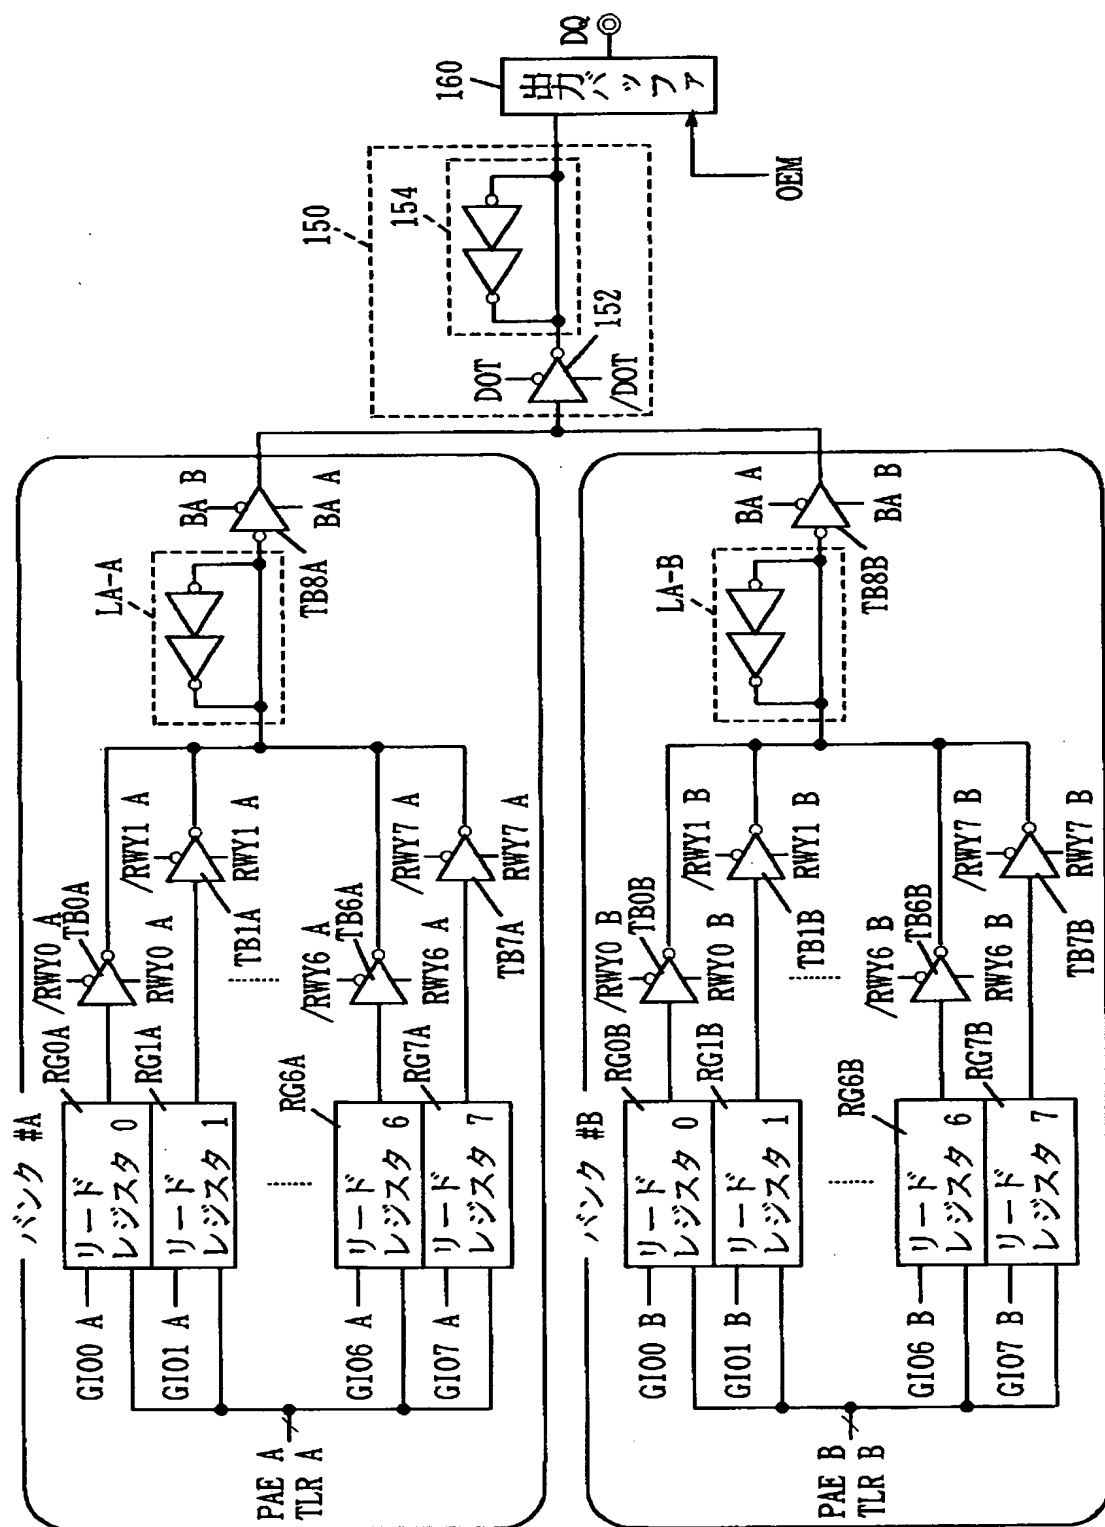 バンク #A
GIO0 A
リード
レジスタ 0
RG0A
/RWY0 A
TB0A
RWY0 A
GIO1 A
リード
レジスタ 1
RG1A
/RWY1 A
TB1A
RWY1 A
GIO6 A
リード
レジスタ 6
RG6A
/RWY6 A
TB6A
RWY6 A
GIO7 A
リード
レジスタ 7
RG7A
/RWY7 A
TB7A
RWY7 A
PAE A
TLR A
LA-A
BA B
TB8A
BA A
バンク #B
GIO0 B
リード
レジスタ 0
RG0B
/RWY0 B
TB0B
RWY0 B
GIO1 B
リード
レジスタ 1
RG1B
/RWY1 B
TB1B
RWY1 B
GIO6 B
リード
レジスタ 6
RG6B
/RWY6 B
TB6B
RWY6 B
GIO7 B
リード
レジスタ 7
RG7B
/RWY7 B
TB7B
RWY7 B
PAE B
TLR B
LA-B
BA A
TB8B
BA B
150
154
DOT
152
/DOT
160
出力バッファ
DQ
OEM